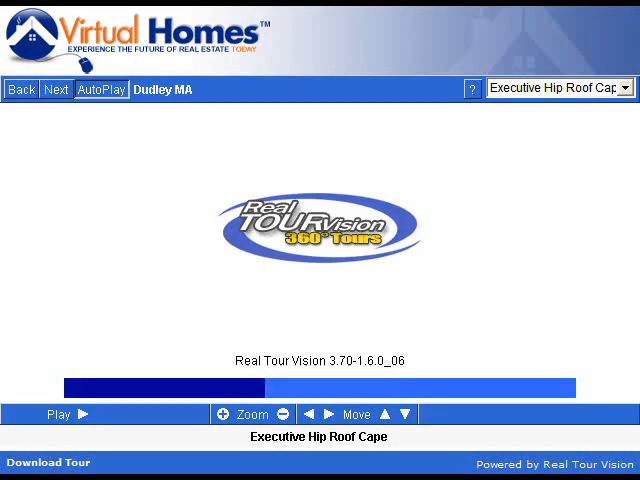 Virtual Homes™
EXPERIENCE THE FUTURE OF REAL ESTATE TODAY
Back Next AutoPlay Dudley MA ? Executive Hip Roof Cap
Real
TOURVision
360° Tours
Real Tour Vision 3.70-1.6.0_06
Play Zoom Move
Executive Hip Roof Cape
Download Tour Powered by Real Tour Vision